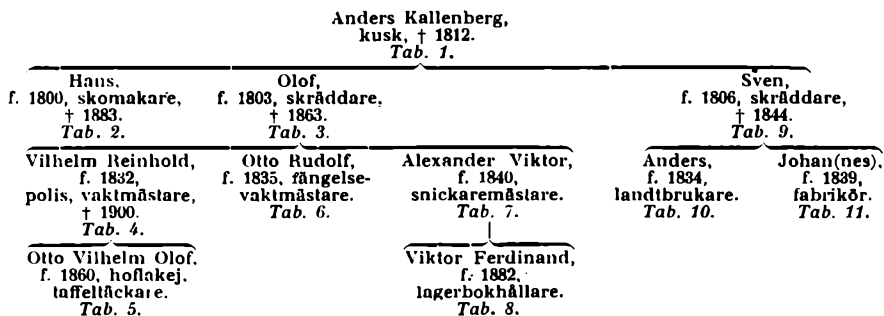 Anders Kallenberg,
kusk, † 1812.
Tab. 1.
Hans,
f. 1800, skomakare,
† 1883.
Tab. 2.
Olof,
f. 1803, skräddare,
† 1863.
Tab. 3.
Sven,
f. 1806, skräddare,
† 1844.
Tab. 9.
Vilhelm Reinhold,
f. 1832,
polis, vaktmästare,
† 1900.
Tab. 4.
Otto Rudolf,
f. 1835, fängelse-
vaktmästare.
Tab. 6.
Alexander Viktor,
f. 1840,
snickaremästare.
Tab. 7.
Anders,
f. 1834,
landtbrukare.
Tab. 10.
Johan(nes),
f. 1839,
fabrikör.
Tab. 11.
Otto Vilhelm Olof,
f. 1860, hoflakej,
taffeltäckare.
Tab. 5.
Viktor Ferdinand,
f. 1882,
lagerbokhållare.
Tab. 8.